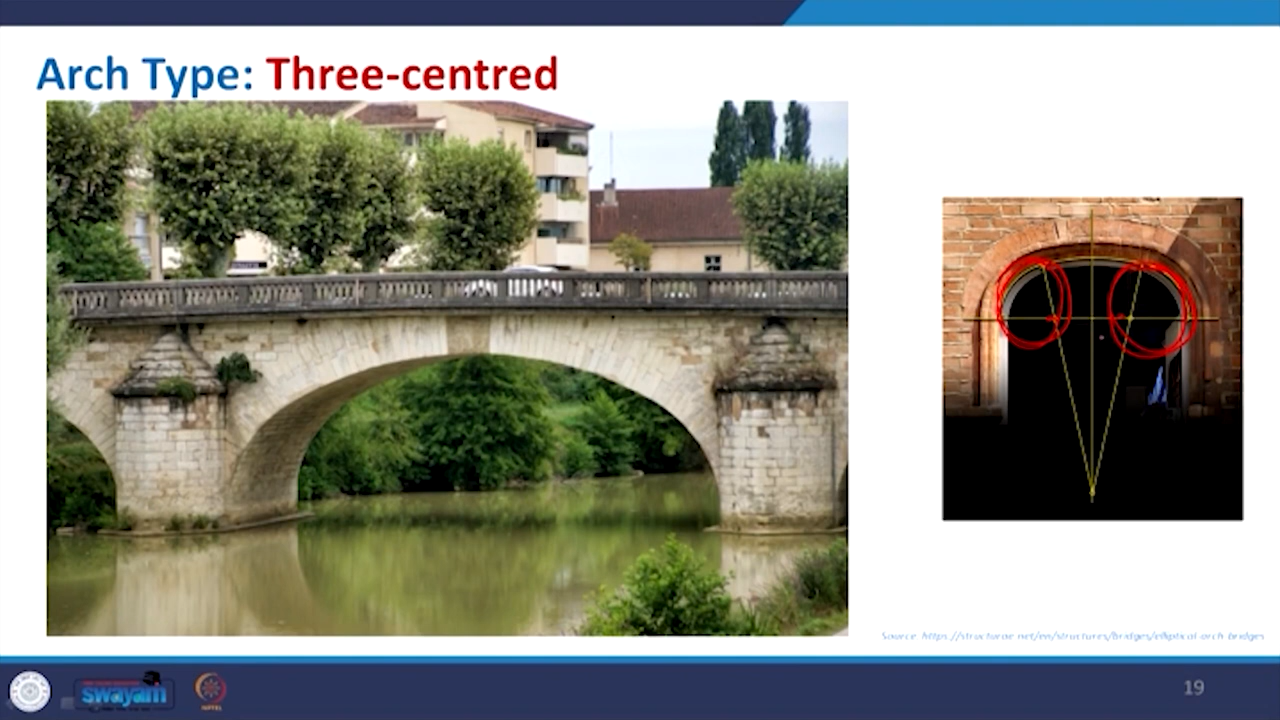 Arch Type: Three-centred
Source: https://structurae.net/en/structures/bridges/elliptical-arch-bridges
swayam
19